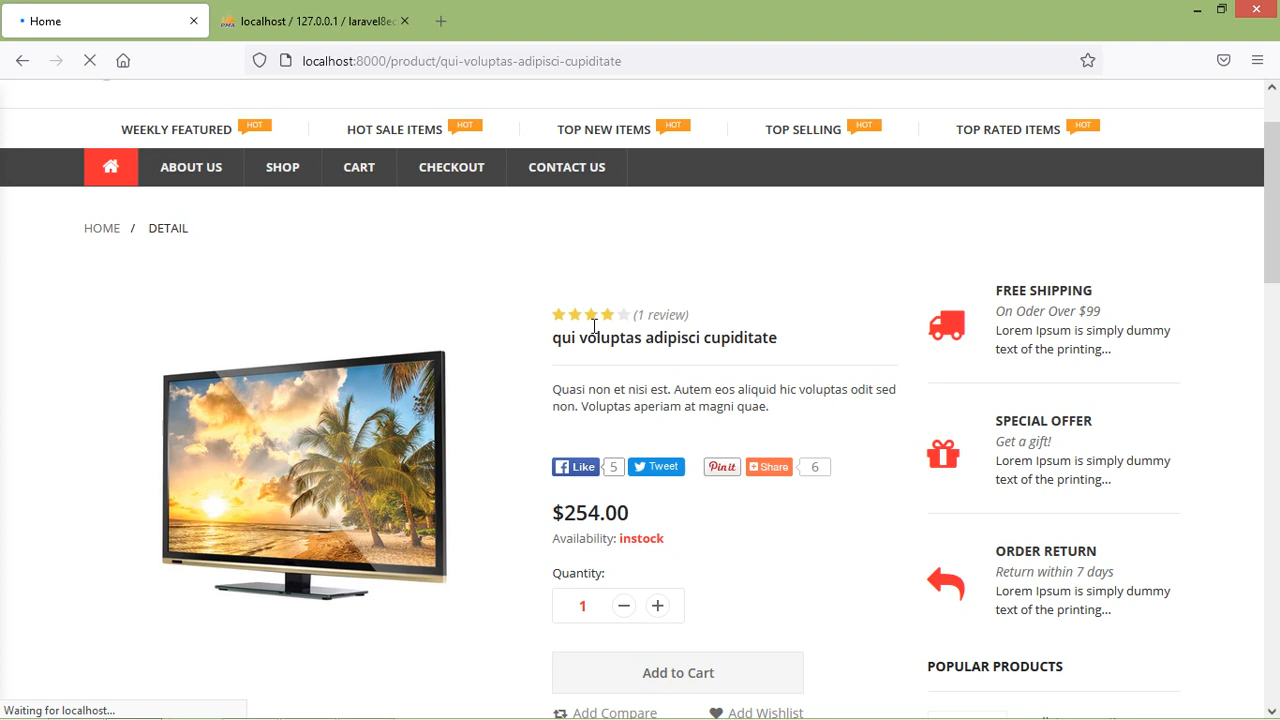 Home
localhost / 127.0.0.1 / laravel8ec
localhost:8000/product/qui-voluptas-adipisci-cupiditate
WEEKLY FEATURED HOT
HOT SALE ITEMS HOT
TOP NEW ITEMS HOT
TOP SELLING HOT
TOP RATED ITEMS HOT
ABOUT US SHOP CART CHECKOUT CONTACT US
HOME / DETAIL
(1 review)
qui voluptas adipisci cupiditate
Quasi non et nisi est. Autem eos aliquid hic voluptas odit sed
non. Voluptas aperiam at magni quae.
Like 5 Tweet Pin it Share 6
$254.00
Availability: instock
Quantity:
1
Add to Cart
Add Compare Add Wishlist
FREE SHIPPING
On Oder Over $99
Lorem Ipsum is simply dummy
text of the printing...
SPECIAL OFFER
Get a gift!
Lorem Ipsum is simply dummy
text of the printing...
ORDER RETURN
Return within 7 days
Lorem Ipsum is simply dummy
text of the printing...
POPULAR PRODUCTS
Waiting for localhost...